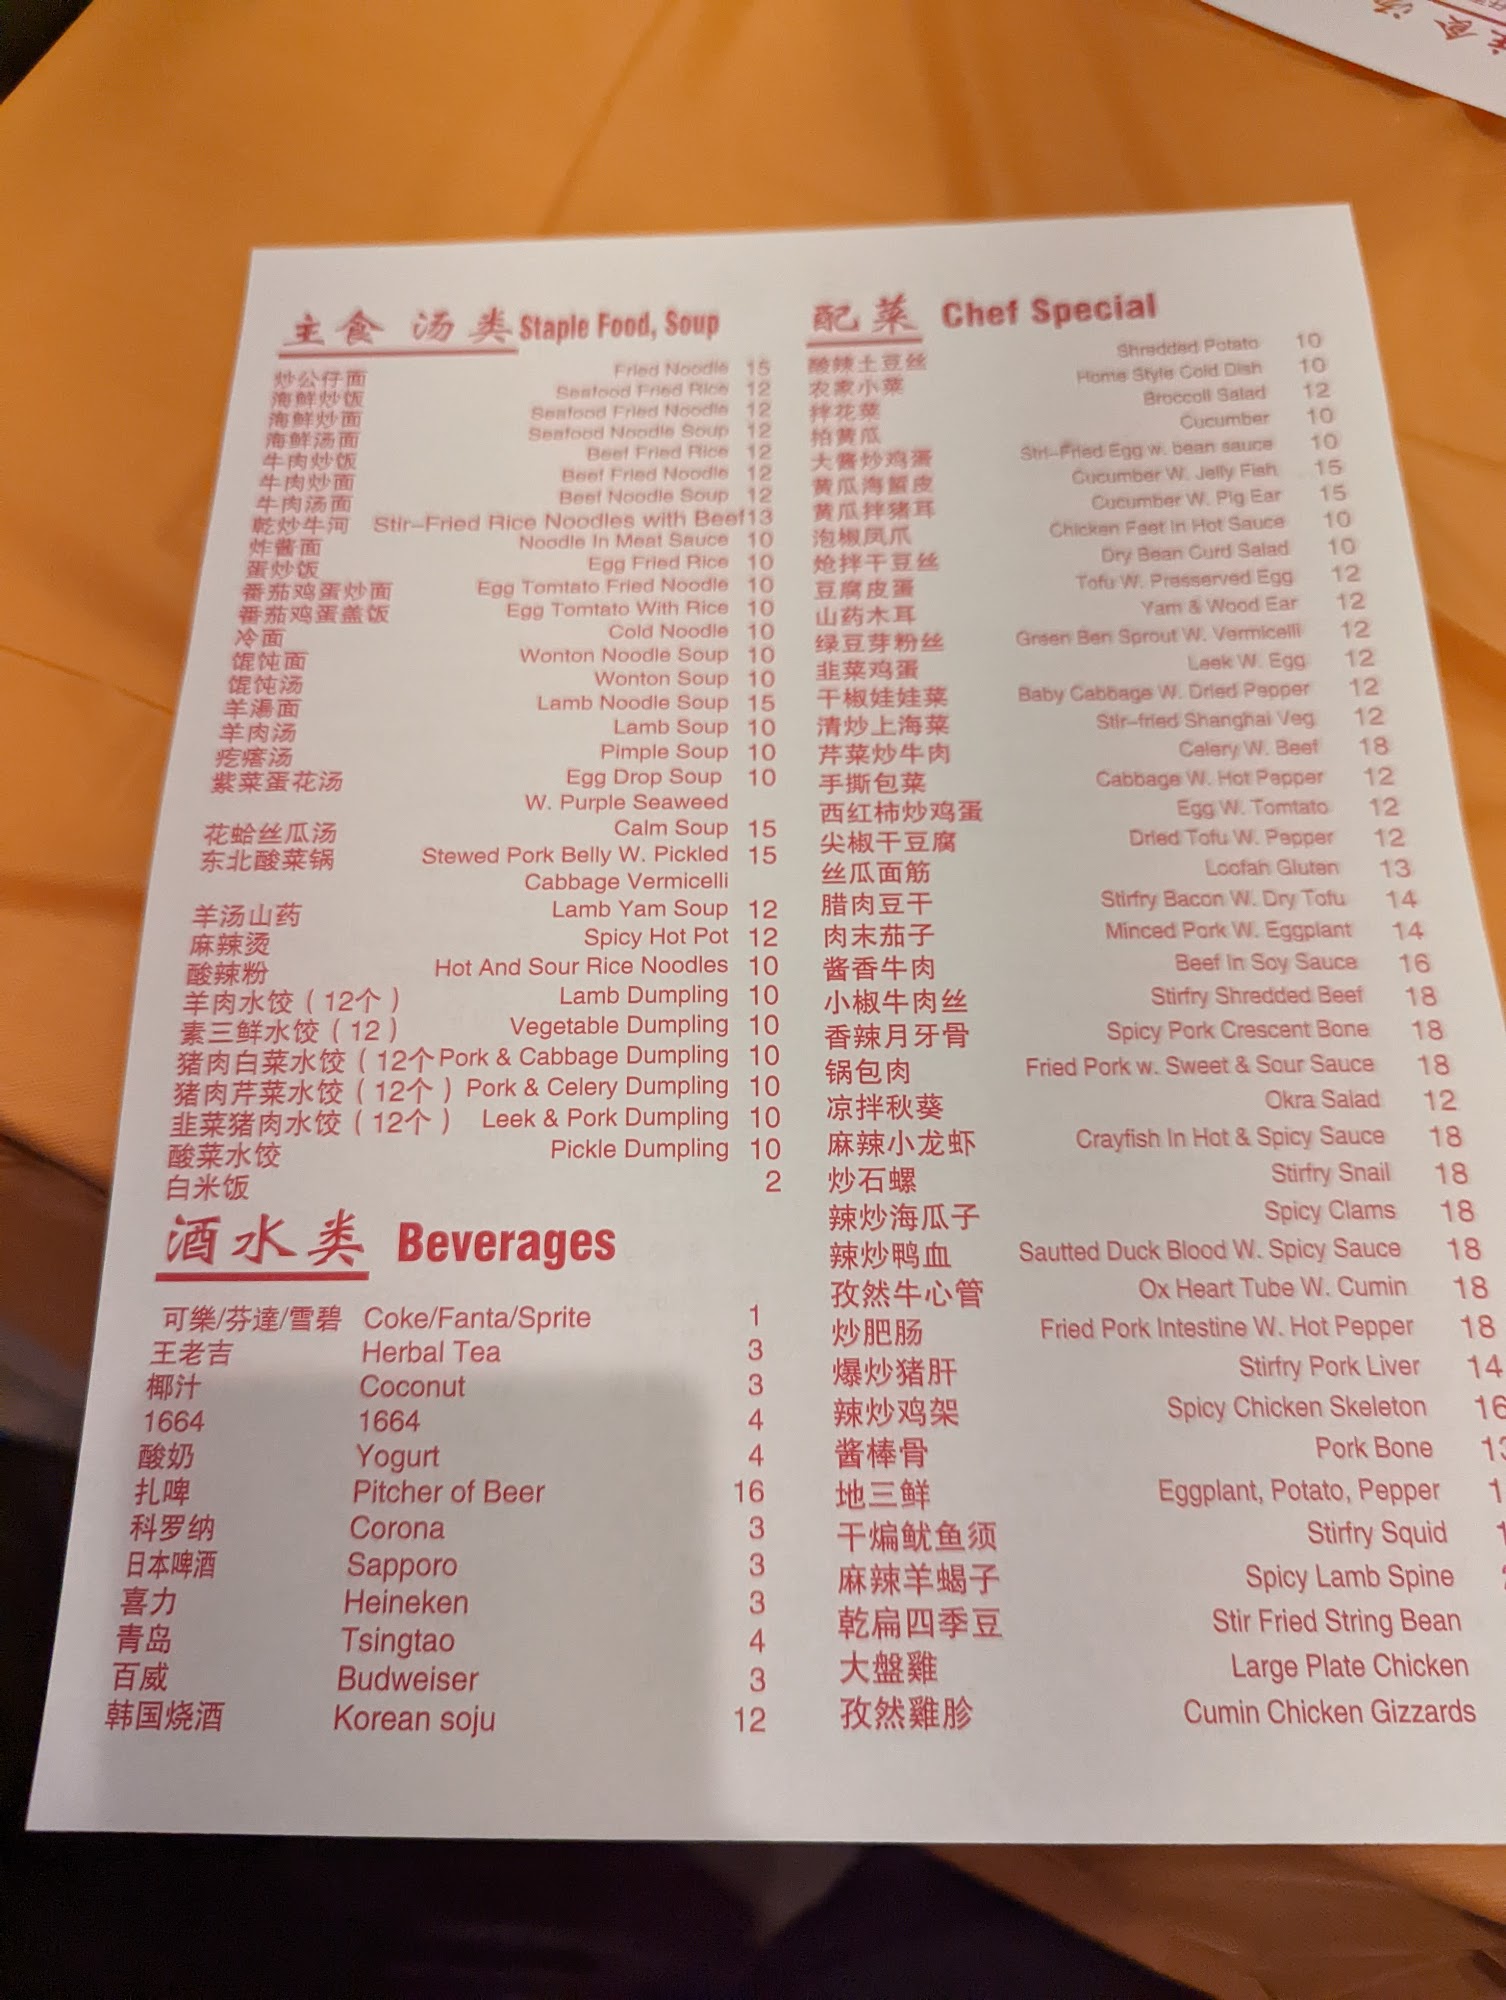 主食 汤类 Staple Food, Soup
炒公仔面 Fried Noodle 15
海鲜炒饭 Seafood Fried Rice 12
海鲜炒面 Seafood Fried Noodle 12
海鲜汤面 Seafood Noodle Soup 12
牛肉炒饭 Beef Fried Rice 12
牛肉炒面 Beef Fried Noodle 12
牛肉汤面 Beef Noodle Soup 12
乾炒牛河 Stir-Fried Rice Noodles with Beef 13
炸酱面 Noodle In Meat Sauce 10
蛋炒饭 Egg Fried Rice 10
番茄鸡蛋炒面 Egg Tomtato Fried Noodle 10
番茄鸡蛋盖饭 Egg Tomtato With Rice 10
冷面 Cold Noodle 10
馄饨面 Wonton Noodle Soup 10
馄饨汤 Wonton Soup 10
羊湯面 Lamb Noodle Soup 15
羊肉汤 Lamb Soup 10
疙瘩汤 Pimple Soup 10
紫菜蛋花汤 Egg Drop Soup 10
W. Purple Seaweed
花蛤丝瓜汤 Calm Soup 15
东北酸菜锅 Stewed Pork Belly W. Pickled 15
Cabbage Vermicelli
羊汤山药 Lamb Yam Soup 12
麻辣烫 Spicy Hot Pot 12
酸辣粉 Hot And Sour Rice Noodles 10
羊肉水饺（12个） Lamb Dumpling 10
素三鲜水饺（12） Vegetable Dumpling 10
猪肉白菜水饺（12个 Pork & Cabbage Dumpling 10
猪肉芹菜水饺（12个） Pork & Celery Dumpling 10
韭菜猪肉水饺（12个） Leek & Pork Dumpling 10
酸菜水饺 Pickle Dumpling 10
白米饭 2
酒水类 Beverages
可樂/芬達/雪碧 Coke/Fanta/Sprite 1
王老吉 Herbal Tea 3
椰汁 Coconut 3
1664 1664 4
酸奶 Yogurt 4
扎啤 Pitcher of Beer 16
科罗纳 Corona 3
日本啤酒 Sapporo 3
喜力 Heineken 3
青岛 Tsingtao 4
百威 Budweiser 3
韩国烧酒 Korean soju 12
配菜 Chef Special
酸辣土豆丝 Shredded Potato 10
农家小菜 Home Style Cold Dish 10
拌花菜 Broccoli Salad 12
拍黄瓜 Cucumber 10
大酱炒鸡蛋 Stri-Fried Egg w. bean sauce 10
黄瓜海蜇皮 Cucumber W. Jelly Fish 15
黄瓜拌猪耳 Cucumber W. Pig Ear 15
泡椒凤爪 Chicken Feet In Hot Sauce 10
炝拌干豆丝 Dry Bean Curd Salad 10
豆腐皮蛋 Tofu W. Presserved Egg 12
山药木耳 Yam & Wood Ear 12
绿豆芽粉丝 Green Ben Sprout W. Vermicelli 12
韭菜鸡蛋 Leek W. Egg 12
干椒娃娃菜 Baby Cabbage W. Dried Pepper 12
清炒上海菜 Stir-fried Shanghai Veg 12
芹菜炒牛肉 Celery W. Beef 18
手撕包菜 Cabbage W. Hot Pepper 12
西红柿炒鸡蛋 Egg W. Tomtato 12
尖椒干豆腐 Dried Tofu W. Pepper 12
丝瓜面筋 Loofah Gluten 13
腊肉豆干 Stirfry Bacon W. Dry Tofu 14
肉末茄子 Minced Pork W. Eggplant 14
酱香牛肉 Beef In Soy Sauce 16
小椒牛肉丝 Stirfry Shredded Beef 18
香辣月牙骨 Spicy Pork Crescent Bone 18
锅包肉 Fried Pork w. Sweet & Sour Sauce 18
凉拌秋葵 Okra Salad 12
麻辣小龙虾 Crayfish In Hot & Spicy Sauce 18
炒石螺 Stirfry Snail 18
辣炒海瓜子 Spicy Clams 18
辣炒鸭血 Sautted Duck Blood W. Spicy Sauce 18
孜然牛心管 Ox Heart Tube W. Cumin 18
炒肥肠 Fried Pork Intestine W. Hot Pepper 18
爆炒猪肝 Stirfry Pork Liver 14
辣炒鸡架 Spicy Chicken Skeleton 16
酱棒骨 Pork Bone
地三鲜 Eggplant, Potato, Pepper
干煸鱿鱼须 Stirfry Squid
麻辣羊蝎子 Spicy Lamb Spine
乾扁四季豆 Stir Fried String Bean
大盤雞 Large Plate Chicken
孜然雞胗 Cumin Chicken Gizzards